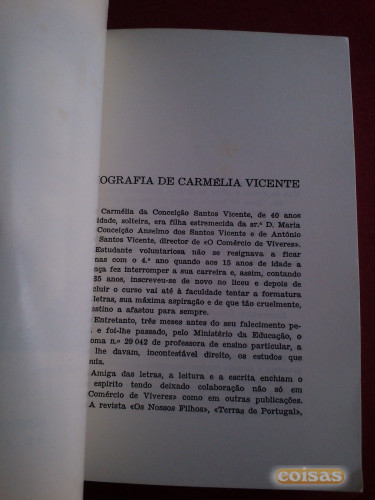 OGRAFIA DE CARMÉLIA VICENTE
Carmélia da Conceição Santos Vicente, de 40 anos
idade, solteira, era filha estremecida da sr.ª D. Maria
Conceição Anselmo dos Santos Vicente e de António
Santos Vicente, director de «O Comércio de Víveres».
Estudante voluntariosa não se resignava a ficar
nas com o 4.º ano quando aos 15 anos de idade a
nça fez interromper a sua carreira e, assim, contando
35 anos, inscreveu-se de novo no liceu e depois de
cluir o curso vai até à faculdade tentar a formatura
letras, sua máxima aspiração e de que tão cruelmente,
estino a afastou para sempre.
Entretanto, três meses antes do seu falecimento pe-
e foi-lhe passado, pelo Ministério da Educação, o
oma n.º 29 042 de professora de ensino particular, a
lhe davam, incontestável direito, os estudos que
uía.
Amiga das letras, a leitura e a escrita enchiam o
espírito tendo deixado colaboração não só em
Comércio de Víveres» como em outras publicações.
A revista «Os Nossos Filhos», «Terras de Portugal»,
coisas